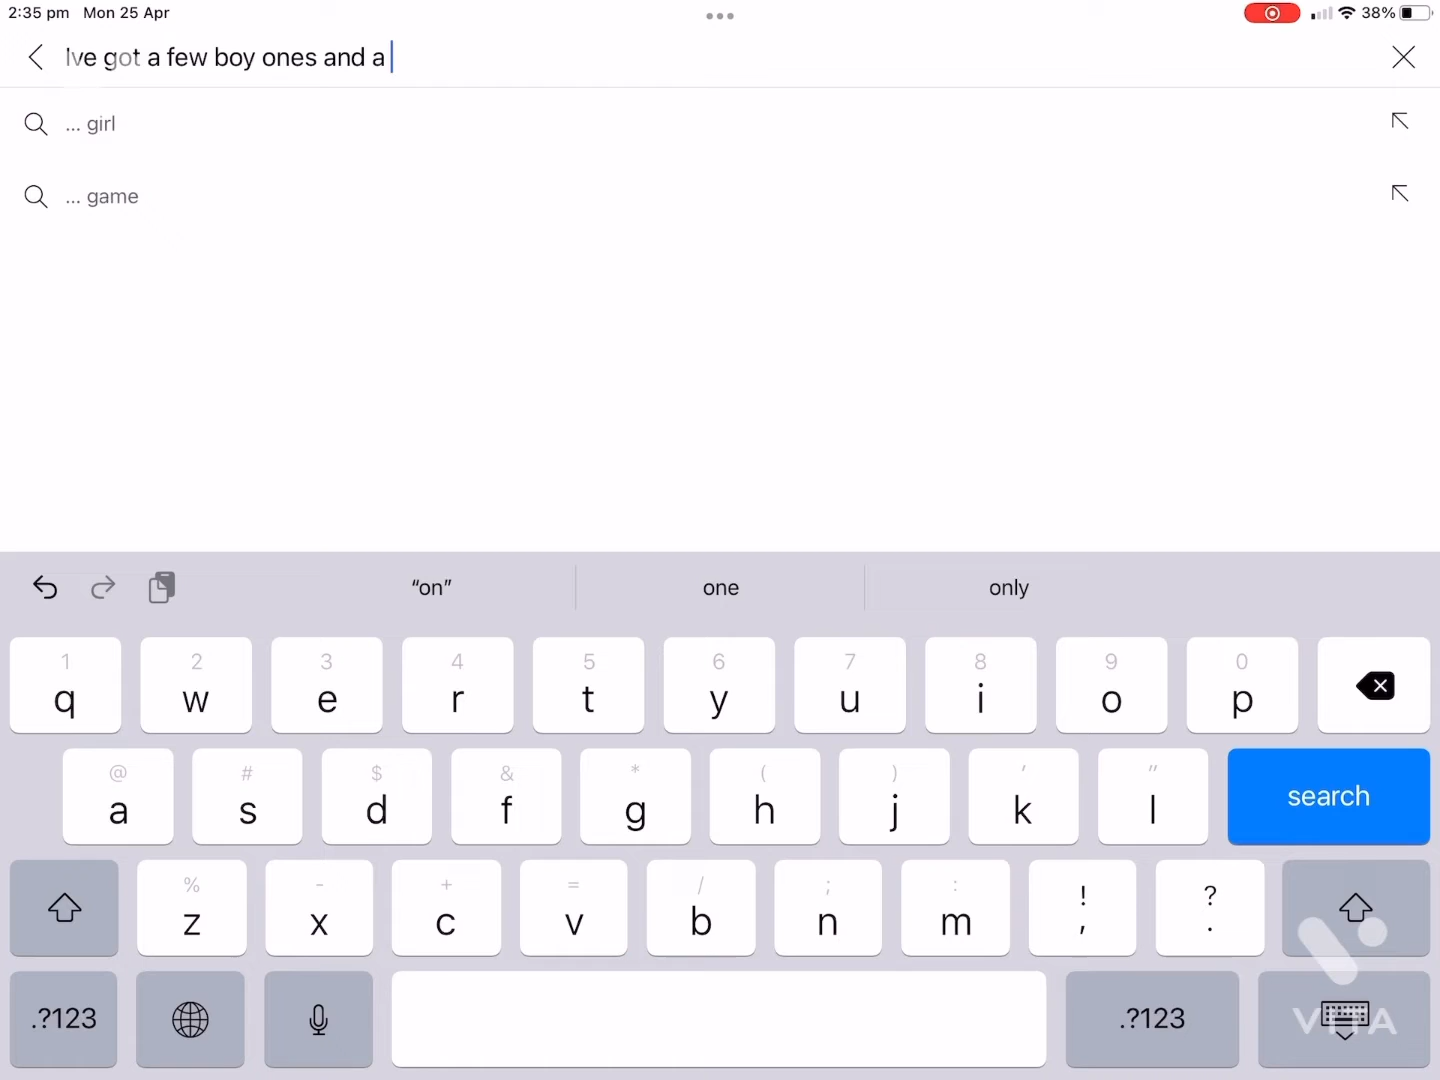 2:35 pm Mon 25 Apr 38%
Ive got a few boy ones and a
... girl
... game
“on” one only
1 2 3 4 5 6 7 8 9 0
q w e r t y u i o p
@ # $ & * ( ) ' "
a s d f g h j k l search
% - + = / ; : ! ?
z x c v b n m , .
.?123 .?123
VITA